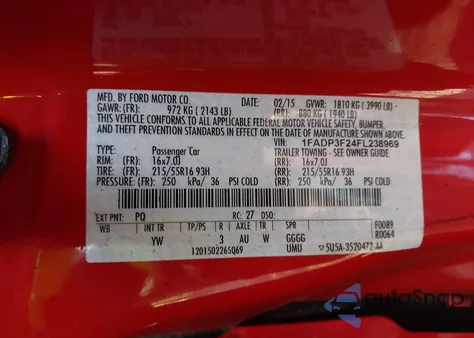 MFD. BY FORD MOTOR CO. 02/15 GVWR: 1810 KG ( 3990 LB) -
GAWR: (FR): 972 KG ( 2143 LB) (RR): 880 KG ( 1940 LB)
THIS VEHICLE CONFORMS TO ALL APPLICABLE FEDERAL MOTOR VEHICLE SAFETY, BUMPER,
AND THEFT PREVENTION STANDARDS IN EFFECT ON THE DATE OF MANUFACTURE SHOWN ABOVE.
VIN: 1FADP3F24FL238969
TYPE: Passenger Car TRAILER TOWING - SEE OWNER GUIDE
RIM: (FR) 16x7.0J (RR): 16x7.0J
TIRE: (FR) 215/55R16 93H (RR): 215/55R16 93H
PRESSURE: (FR) 250 kPa/ 36 PSI COLD (RR): 250 kPa/ 36 PSI COLD
EXT PNT: PQ RC: 27 DSO: F0089
WB INT TR TP/PS R AXLE TR SPR R0064
YW 3 AU W GGGG
1201502265069 UMU 5U5A-3520472-AA
autoSnap